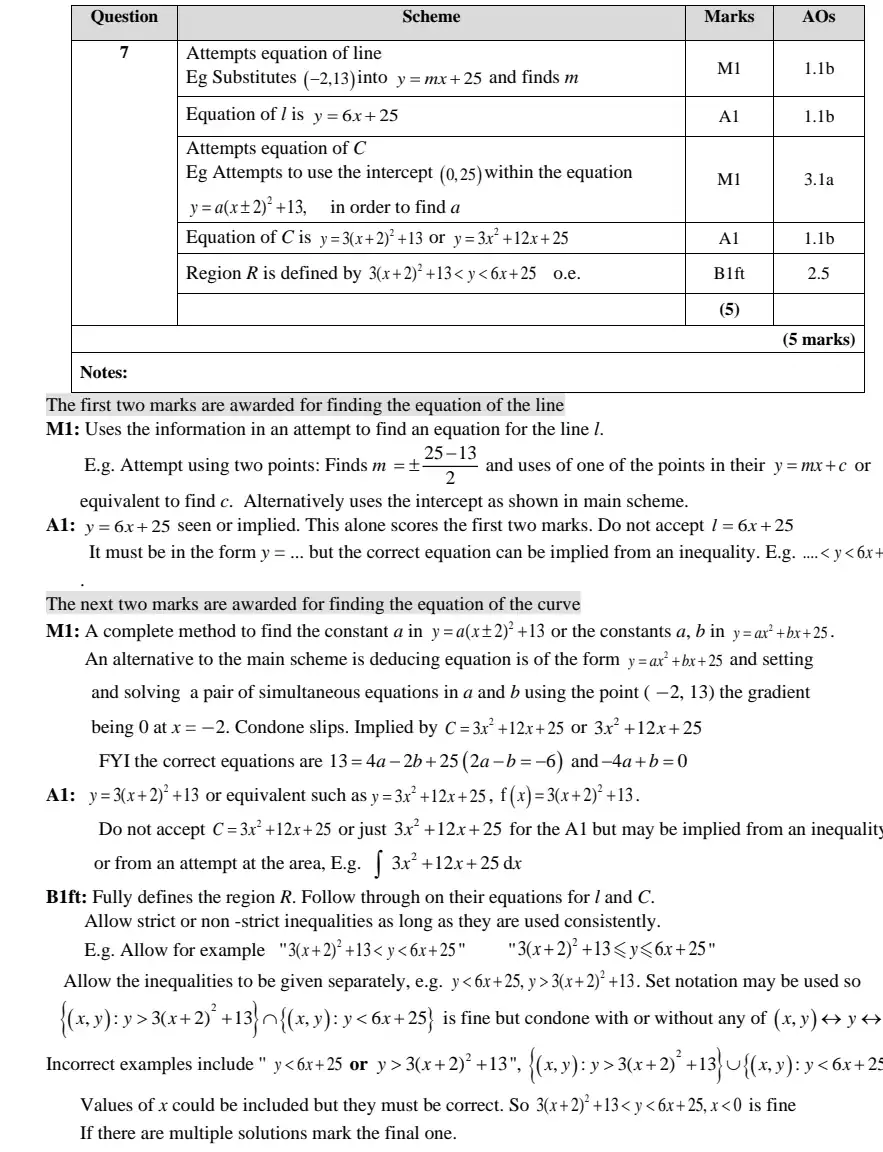 Question Scheme Marks AOs
7 Attempts equation of line
Eg Substitutes (−2,13) into y = mx + 25 and finds m M1 1.1b
Equation of l is y = 6x + 25 A1 1.1b
Attempts equation of C
Eg Attempts to use the intercept (0,25) within the equation
y = a(x ± 2)² + 13, in order to find a M1 3.1a
Equation of C is y = 3(x + 2)² + 13 or y = 3x² + 12x + 25 A1 1.1b
Region R is defined by 3(x + 2)² + 13 < y < 6x + 25 o.e. B1ft 2.5
(5)
(5 marks)
Notes:
The first two marks are awarded for finding the equation of the line
M1: Uses the information in an attempt to find an equation for the line l.
E.g. Attempt using two points: Finds m = ± (25 − 13)/2 and uses of one of the points in their y = mx + c or
equivalent to find c. Alternatively uses the intercept as shown in main scheme.
A1: y = 6x + 25 seen or implied. This alone scores the first two marks. Do not accept l = 6x + 25
It must be in the form y = ... but the correct equation can be implied from an inequality. E.g. ....< y < 6x +
.
The next two marks are awarded for finding the equation of the curve
M1: A complete method to find the constant a in y = a(x ± 2)² + 13 or the constants a, b in y = ax² + bx + 25.
An alternative to the main scheme is deducing equation is of the form y = ax² + bx + 25 and setting
and solving a pair of simultaneous equations in a and b using the point ( −2, 13) the gradient
being 0 at x = −2. Condone slips. Implied by C = 3x² + 12x + 25 or 3x² + 12x + 25
FYI the correct equations are 13 = 4a − 2b + 25 (2a − b = −6) and −4a + b = 0
A1: y = 3(x + 2)² + 13 or equivalent such as y = 3x² + 12x + 25, f(x) = 3(x + 2)² + 13.
Do not accept C = 3x² + 12x + 25 or just 3x² + 12x + 25 for the A1 but may be implied from an inequality
or from an attempt at the area, E.g. ∫ 3x² + 12x + 25 dx
B1ft: Fully defines the region R. Follow through on their equations for l and C.
Allow strict or non -strict inequalities as long as they are used consistently.
E.g. Allow for example "3(x + 2)² + 13 < y < 6x + 25" "3(x + 2)² + 13 ⩽ y ⩽ 6x + 25"
Allow the inequalities to be given separately, e.g. y < 6x + 25, y > 3(x + 2)² + 13. Set notation may be used so
{(x, y) : y > 3(x + 2)² + 13} ∩ {(x, y) : y < 6x + 25} is fine but condone with or without any of (x, y) ↔ y ↔
Incorrect examples include " y < 6x + 25 or y > 3(x + 2)² + 13", {(x, y) : y > 3(x + 2)² + 13} ∪ {(x, y) : y < 6x + 25
Values of x could be included but they must be correct. So 3(x + 2)² + 13 < y < 6x + 25, x < 0 is fine
If there are multiple solutions mark the final one.